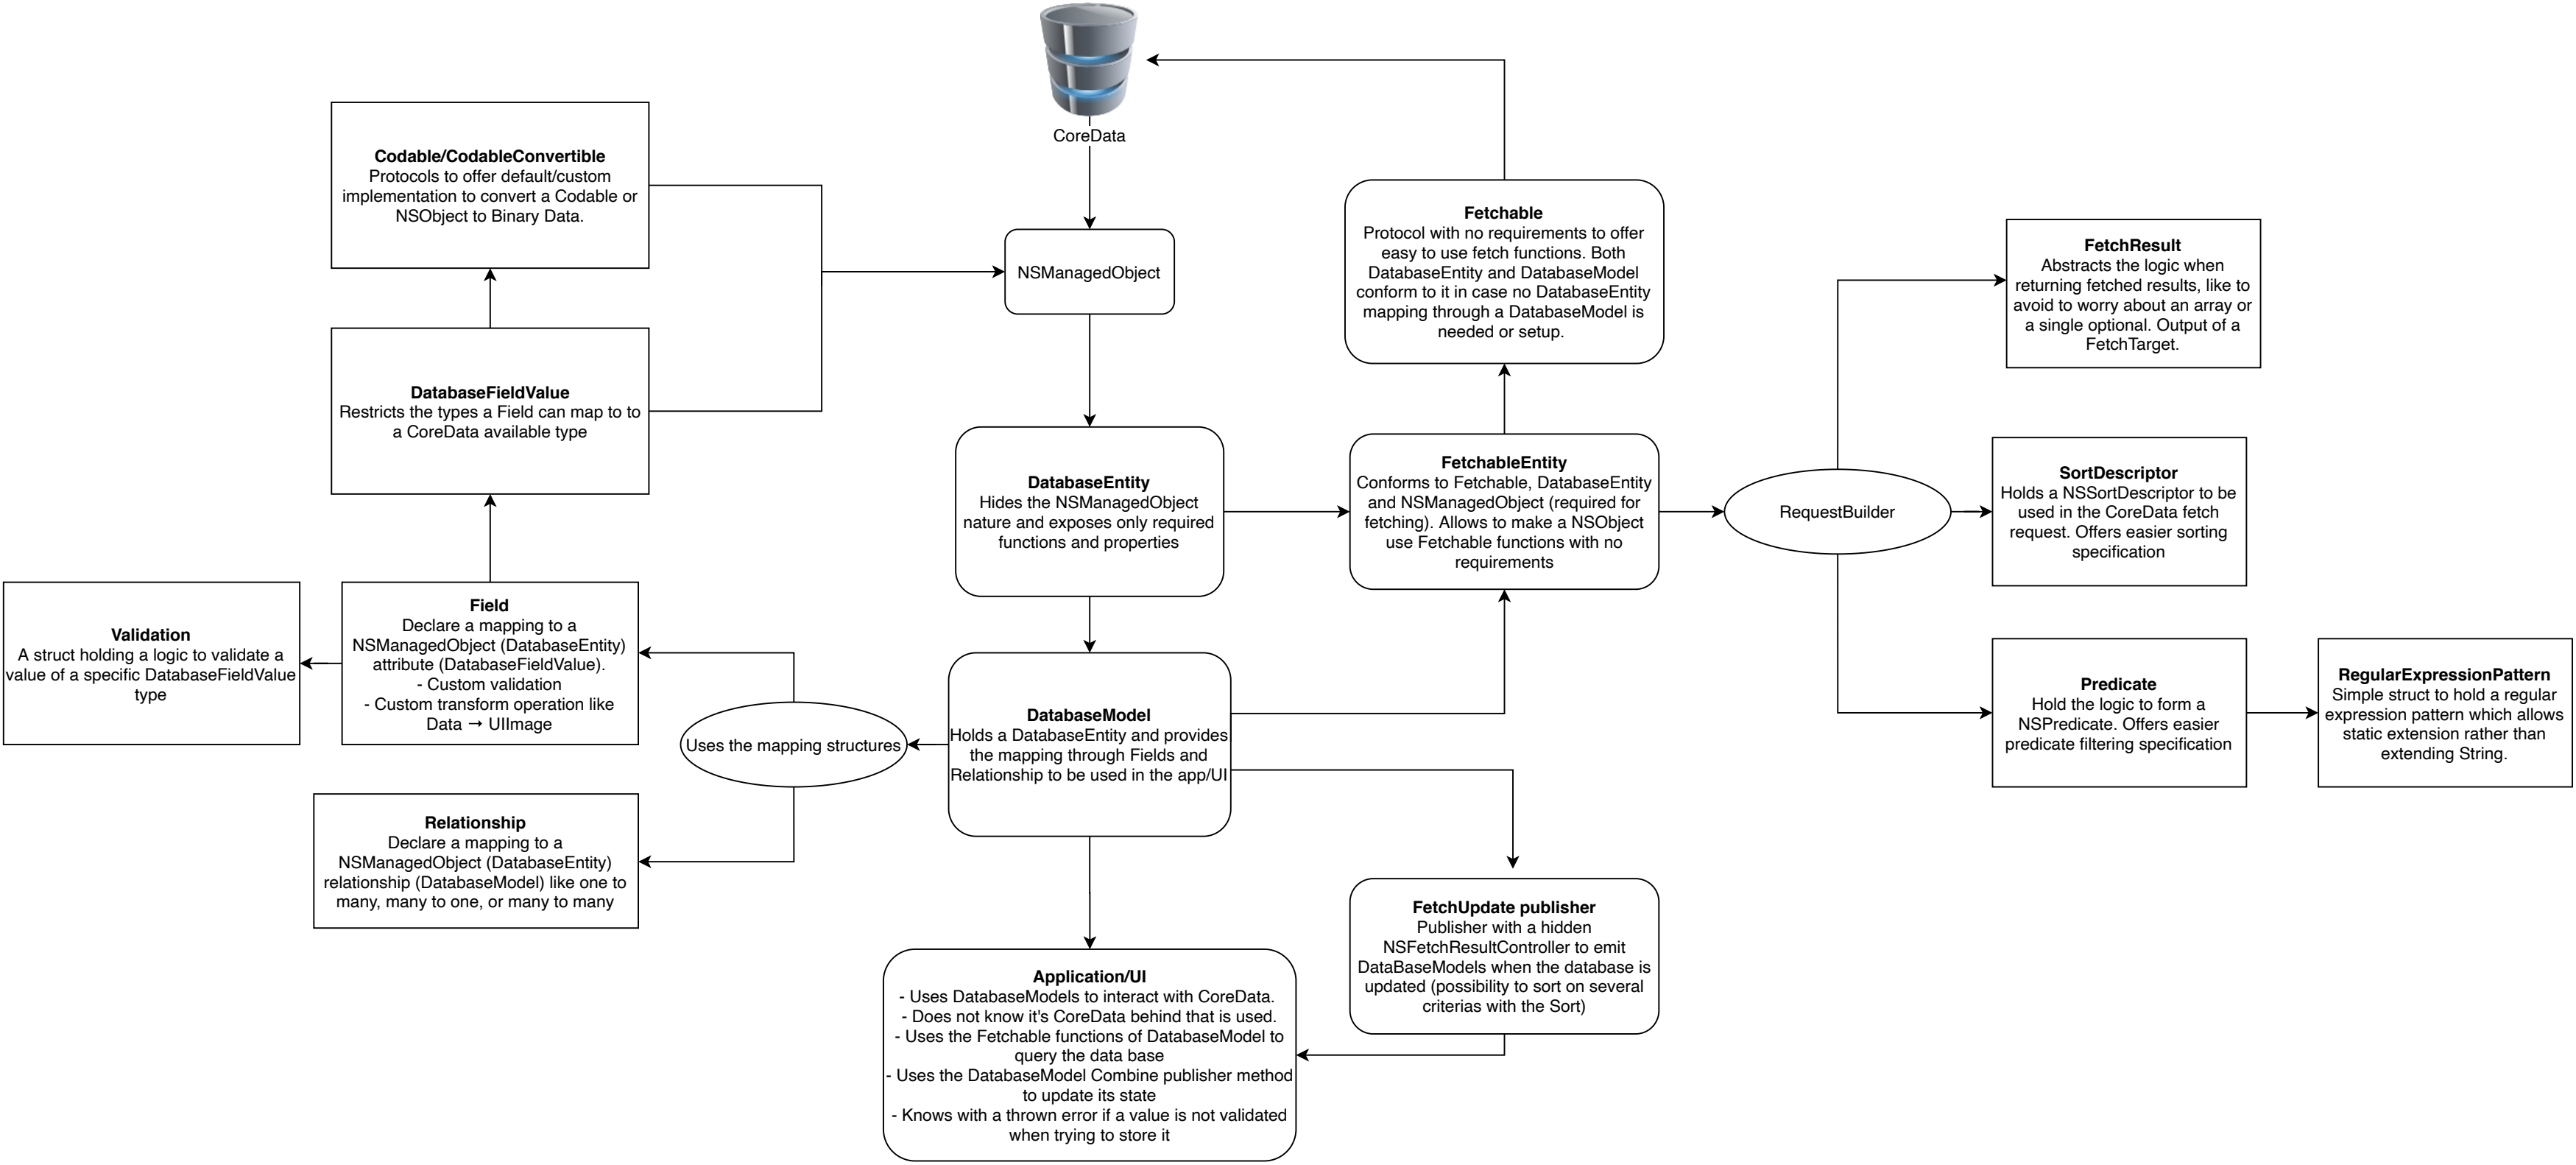 CoreData
Codable/CodableConvertible
Protocols to offer default/custom
implementation to convert a Codable or
NSObject to Binary Data.
NSManagedObject
Fetchable
Protocol with no requirements to offer
easy to use fetch functions. Both
DatabaseEntity and DatabaseModel
conform to it in case no DatabaseEntity
mapping through a DatabaseModel is
needed or setup.
FetchResult
Abstracts the logic when
returning fetched results, like to
avoid to worry about an array or
a single optional. Output of a
FetchTarget.
DatabaseFieldValue
Restricts the types a Field can map to to
a CoreData available type
DatabaseEntity
Hides the NSManagedObject
nature and exposes only required
functions and properties
FetchableEntity
Conforms to Fetchable, DatabaseEntity
and NSManagedObject (required for
fetching). Allows to make a NSObject
use Fetchable functions with no
requirements
RequestBuilder
SortDescriptor
Holds a NSSortDescriptor to be
used in the CoreData fetch
request. Offers easier sorting
specification
Validation
A struct holding a logic to validate a
value of a specific DatabaseFieldValue
type
Field
Declare a mapping to a
NSManagedObject (DatabaseEntity)
attribute (DatabaseFieldValue).
- Custom validation
- Custom transform operation like
Data → UIImage
Uses the mapping structures
DatabaseModel
Holds a DatabaseEntity and provides
the mapping through Fields and
Relationship to be used in the app/UI
Predicate
Hold the logic to form a
NSPredicate. Offers easier
predicate filtering specification
RegularExpressionPattern
Simple struct to hold a regular
expression pattern which allows
static extension rather than
extending String.
Relationship
Declare a mapping to a
NSManagedObject (DatabaseEntity)
relationship (DatabaseModel) like one to
many, many to one, or many to many
FetchUpdate publisher
Publisher with a hidden
NSFetchResultController to emit
DataBaseModels when the database is
updated (possibility to sort on several
criterias with the Sort)
Application/UI
- Uses DatabaseModels to interact with CoreData.
- Does not know it's CoreData behind that is used.
- Uses the Fetchable functions of DatabaseModel to
query the data base
- Uses the DatabaseModel Combine publisher method
to update its state
- Knows with a thrown error if a value is not validated
when trying to store it